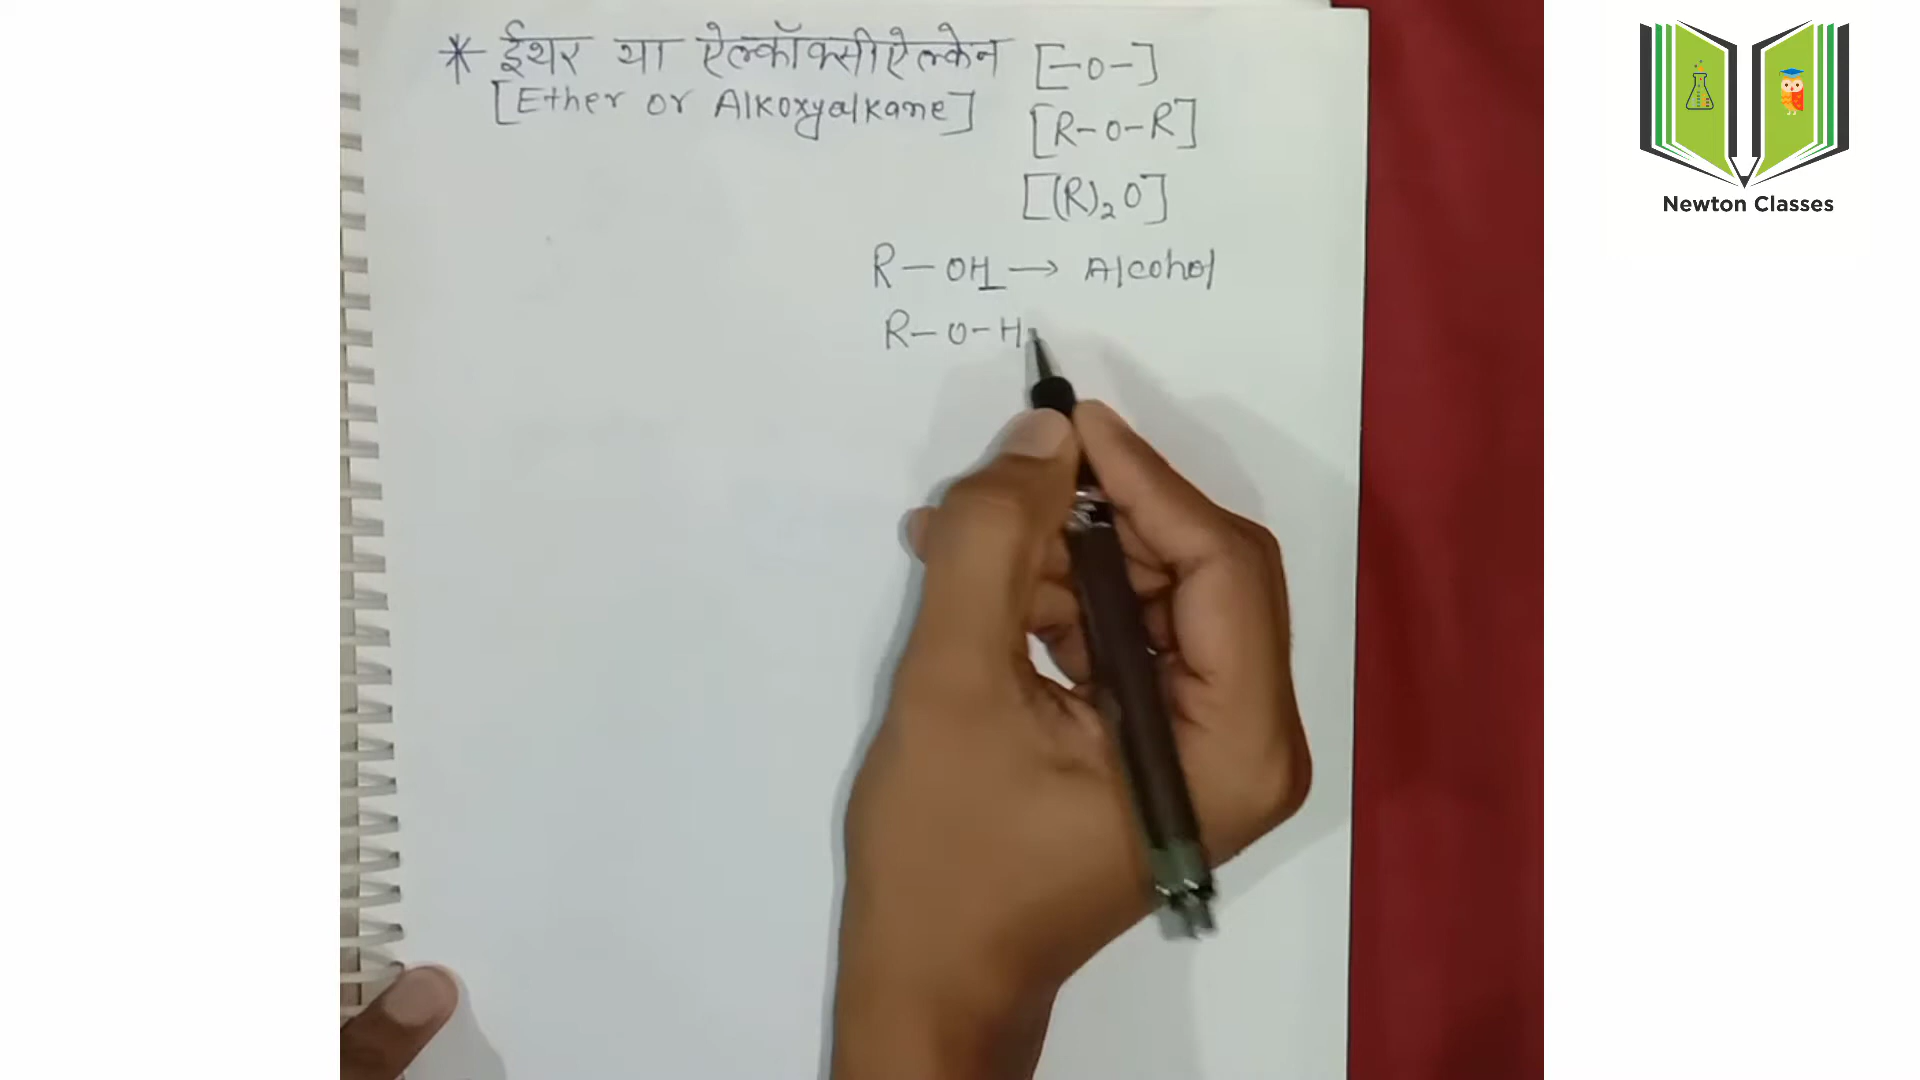 * ईथर या ऐल्कॉक्सीऐल्केन [-O-]
[Ether or Alkoxyalkane]
[R-O-R]
[(R)₂O]
R-OH → Alcohol
R-O-H
Newton Classes